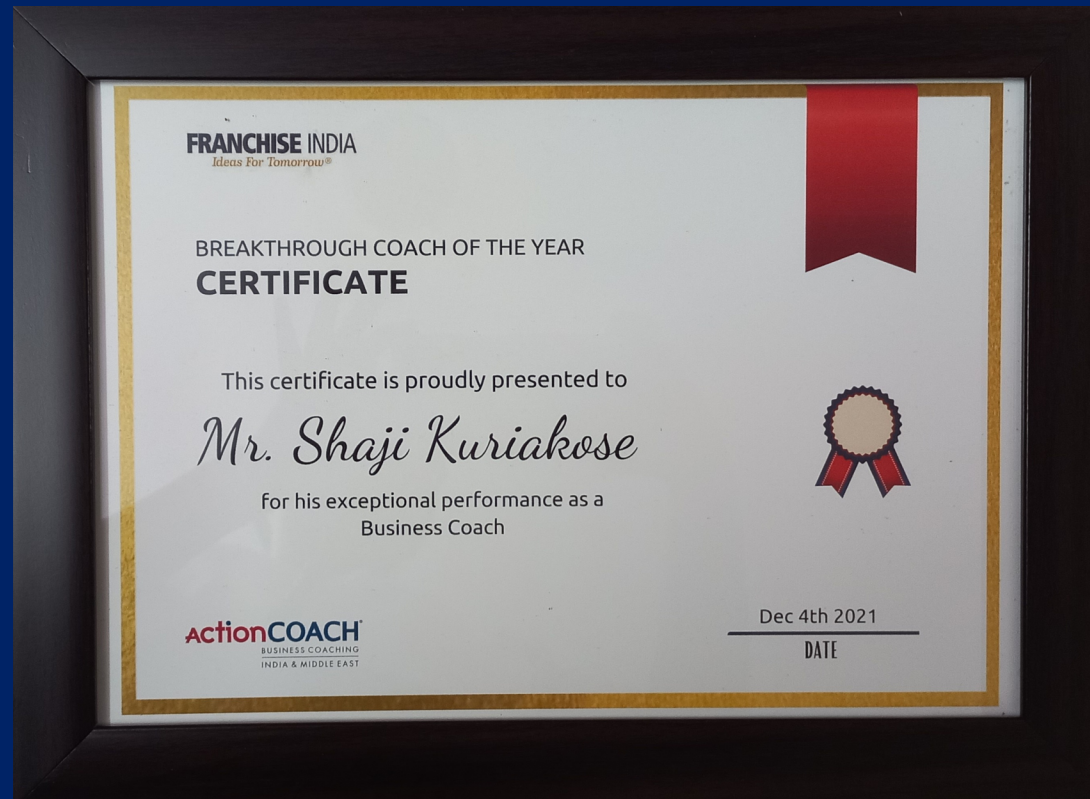 FRANCHISE INDIA
Ideas For Tomorrow®
BREAKTHROUGH COACH OF THE YEAR
CERTIFICATE
This certificate is proudly presented to
Mr. Shaji Kuriakose
for his exceptional performance as a
Business Coach
ActionCOACH
BUSINESS COACHING
INDIA & MIDDLE EAST
Dec 4th 2021
DATE